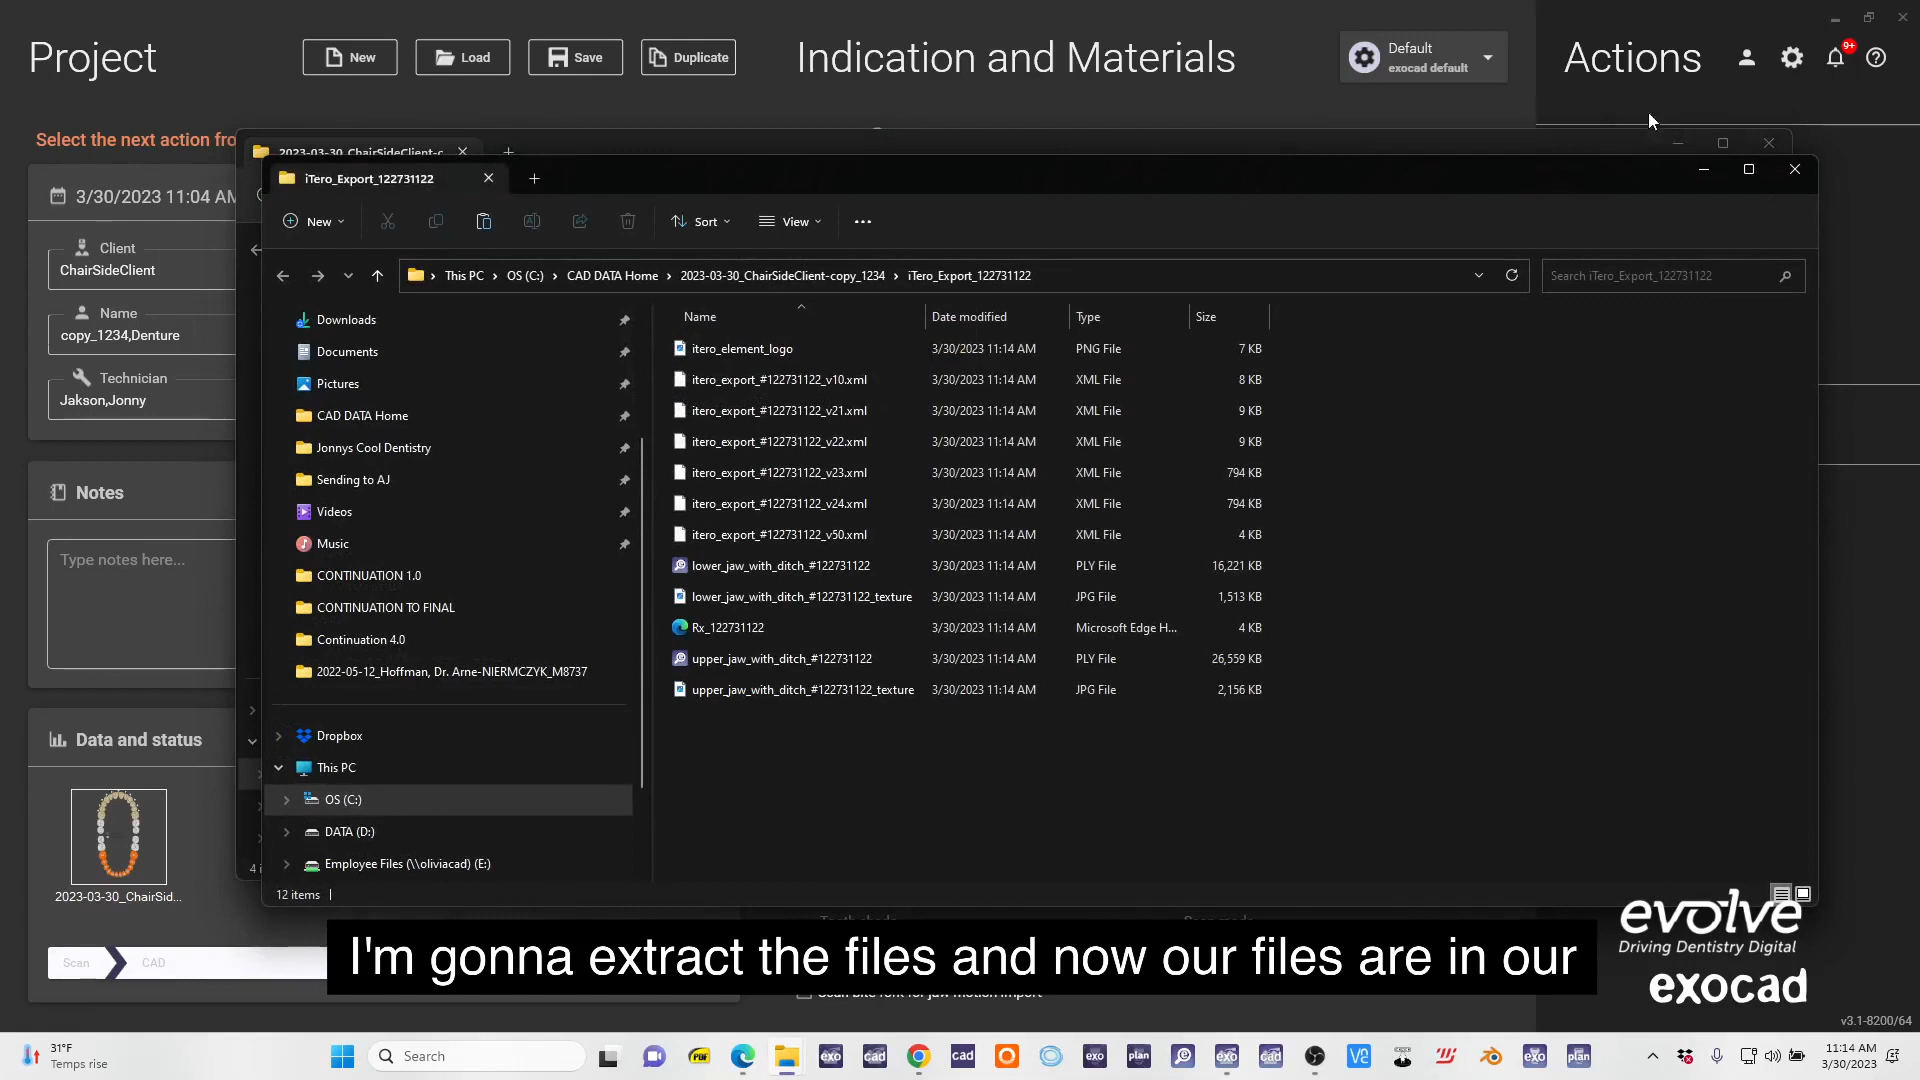 Project
New
Load
Save
Duplicate
Indication and Materials
Default
exocad default
Actions
9+
Select the next action fro
2023-03-30_ChairSideClient-c
3/30/2023 11:04 AM
iTero_Export_122731122
New
Sort
View
Client
ChairSideClient
Name
copy_1234,Denture
Technician
Jakson,Jonny
This PC
OS (C:)
CAD DATA Home
2023-03-30_ChairSideClient-copy_1234
iTero_Export_122731122
Search iTero_Export_122731122
Downloads
Documents
Pictures
CAD DATA Home
Jonnys Cool Dentistry
Sending to AJ
Videos
Music
CONTINUATION 1.0
CONTINUATION TO FINAL
Continuation 4.0
2022-05-12_Hoffman, Dr. Arne-NIERMCZYK_M8737
Dropbox
This PC
OS (C:)
DATA (D:)
Employee Files (\\oliviacad) (E:)
Name Date modified Type Size
itero_element_logo 3/30/2023 11:14 AM PNG File 7 KB
itero_export_#122731122_v10.xml 3/30/2023 11:14 AM XML File 8 KB
itero_export_#122731122_v21.xml 3/30/2023 11:14 AM XML File 9 KB
itero_export_#122731122_v22.xml 3/30/2023 11:14 AM XML File 9 KB
itero_export_#122731122_v23.xml 3/30/2023 11:14 AM XML File 794 KB
itero_export_#122731122_v24.xml 3/30/2023 11:14 AM XML File 794 KB
itero_export_#122731122_v50.xml 3/30/2023 11:14 AM XML File 4 KB
lower_jaw_with_ditch_#122731122 3/30/2023 11:14 AM PLY File 16,221 KB
lower_jaw_with_ditch_#122731122_texture 3/30/2023 11:14 AM JPG File 1,513 KB
Rx_122731122 3/30/2023 11:14 AM Microsoft Edge H... 4 KB
upper_jaw_with_ditch_#122731122 3/30/2023 11:14 AM PLY File 26,559 KB
upper_jaw_with_ditch_#122731122_texture 3/30/2023 11:14 AM JPG File 2,156 KB
Notes
Type notes here...
Data and status
2023-03-30_ChairSid...
4 i
12 items
Scan
CAD
I'm gonna extract the files and now our files are in our
evolve
Driving Dentistry Digital
exocad
v3.1-8200/64
31°F
Temps rise
Search
PDF
exo
cad
cad
exo
plan
exo
cad
exo
plan
11:14 AM
3/30/2023